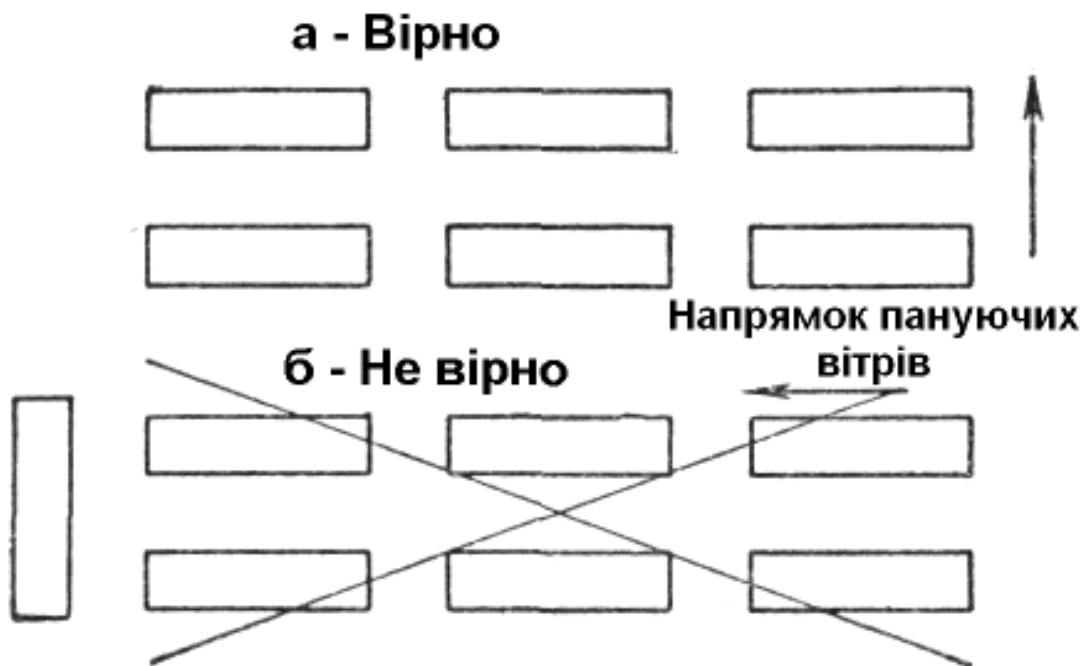 а - Вірно
Напрямок пануючих
вітрів
б - Не вірно